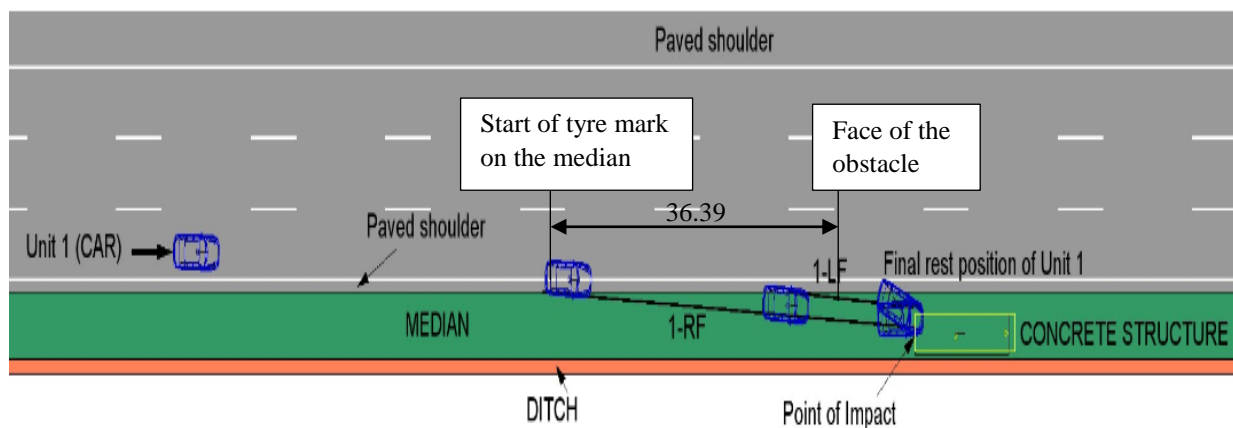 Paved shoulder
Start of tyre mark
on the median
Face of the
obstacle
36.39
Paved shoulder
Unit 1 (CAR)
1-LF
Final rest position of Unit 1
MEDIAN
1-RF
CONCRETE STRUCTURE
DITCH
Point of Impact